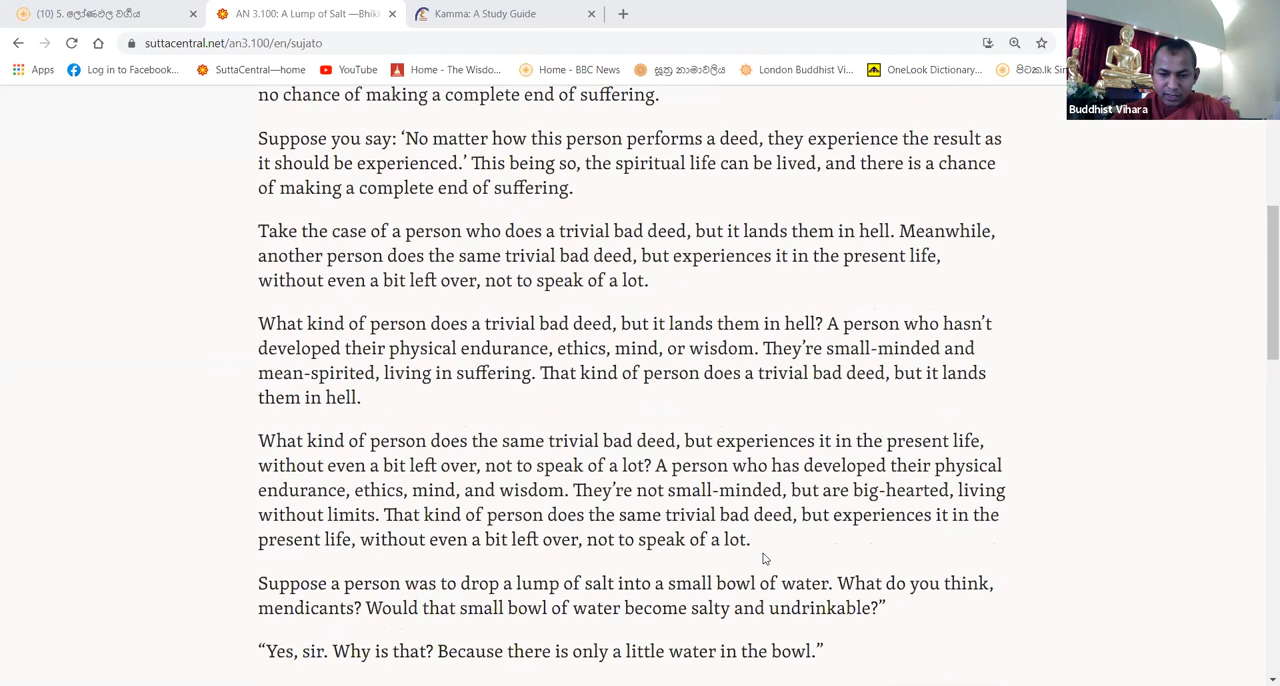 (10) 5. ලෝණඵල වග්ගය
AN 3.100: A Lump of Salt —Bhikk
Kamma: A Study Guide
suttacentral.net/an3.100/en/sujato
Apps
Log in to Facebook...
SuttaCentral—home
YouTube
Home - The Wisdo...
Home - BBC News
සූත්‍ර නාමාවලිය
London Buddhist Vi...
OneLook Dictionary...
පිටක.lk
Buddhist Vihara
no chance of making a complete end of suffering.
Suppose you say: ‘No matter how this person performs a deed, they experience the result as
it should be experienced.’ This being so, the spiritual life can be lived, and there is a chance
of making a complete end of suffering.
Take the case of a person who does a trivial bad deed, but it lands them in hell. Meanwhile,
another person does the same trivial bad deed, but experiences it in the present life,
without even a bit left over, not to speak of a lot.
What kind of person does a trivial bad deed, but it lands them in hell? A person who hasn’t
developed their physical endurance, ethics, mind, or wisdom. They’re small-minded and
mean-spirited, living in suffering. That kind of person does a trivial bad deed, but it lands
them in hell.
What kind of person does the same trivial bad deed, but experiences it in the present life,
without even a bit left over, not to speak of a lot? A person who has developed their physical
endurance, ethics, mind, and wisdom. They’re not small-minded, but are big-hearted, living
without limits. That kind of person does the same trivial bad deed, but experiences it in the
present life, without even a bit left over, not to speak of a lot.
Suppose a person was to drop a lump of salt into a small bowl of water. What do you think,
mendicants? Would that small bowl of water become salty and undrinkable?”
“Yes, sir. Why is that? Because there is only a little water in the bowl.”